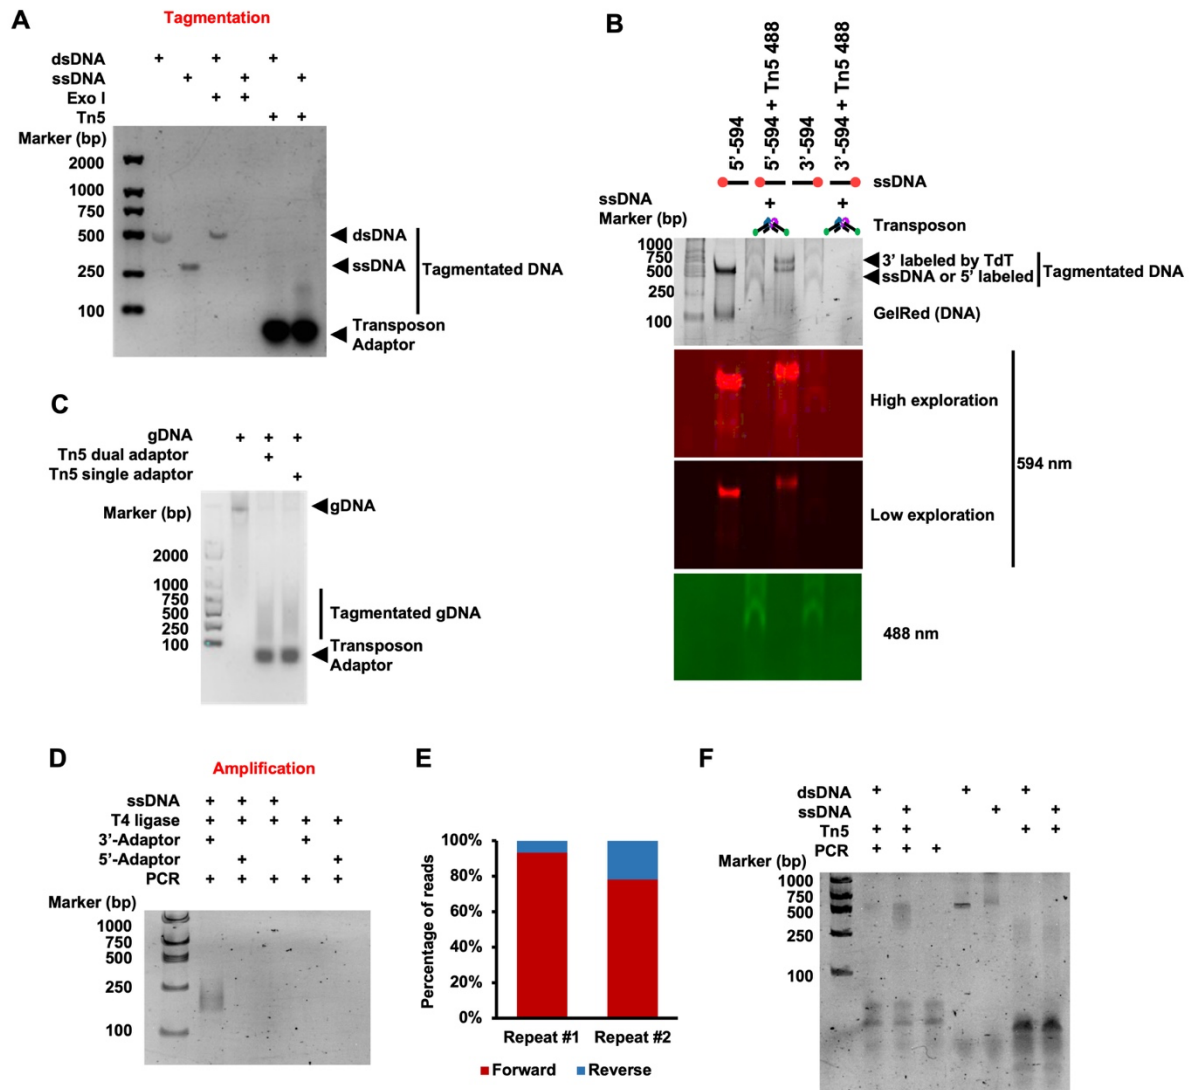 A
Tagmentation
dsDNA + + +
ssDNA + + +
Exo I + +
Tn5 + +
Marker (bp)
2000
1000
750
500
250
100
dsDNA
ssDNA
Tagmentated DNA
Transposon
Adaptor
B
5'-594
5'-594 + Tn5 488
3'-594
3'-594 + Tn5 488
ssDNA
ssDNA + +
Marker (bp)
Transposon
1000
500
250
100
3' labeled by TdT
ssDNA or 5' labeled
Tagmentated DNA
GelRed (DNA)
High exploration
594 nm
Low exploration
488 nm
C
gDNA + + +
Tn5 dual adaptor +
Tn5 single adaptor +
Marker (bp)
2000
1000
750
500
250
100
gDNA
Tagmentated gDNA
Transposon
Adaptor
D
Amplification
ssDNA + + +
T4 ligase + + + + +
3'-Adaptor + +
5'-Adaptor + +
PCR + + + + +
Marker (bp)
1000
750
500
250
100
E
Percentage of reads
100%
80%
60%
40%
20%
0%
Repeat #1 Repeat #2
Forward Reverse
F
dsDNA + + +
ssDNA + + +
Tn5 + + + +
PCR + + +
Marker (bp)
1000
750
500
250
100